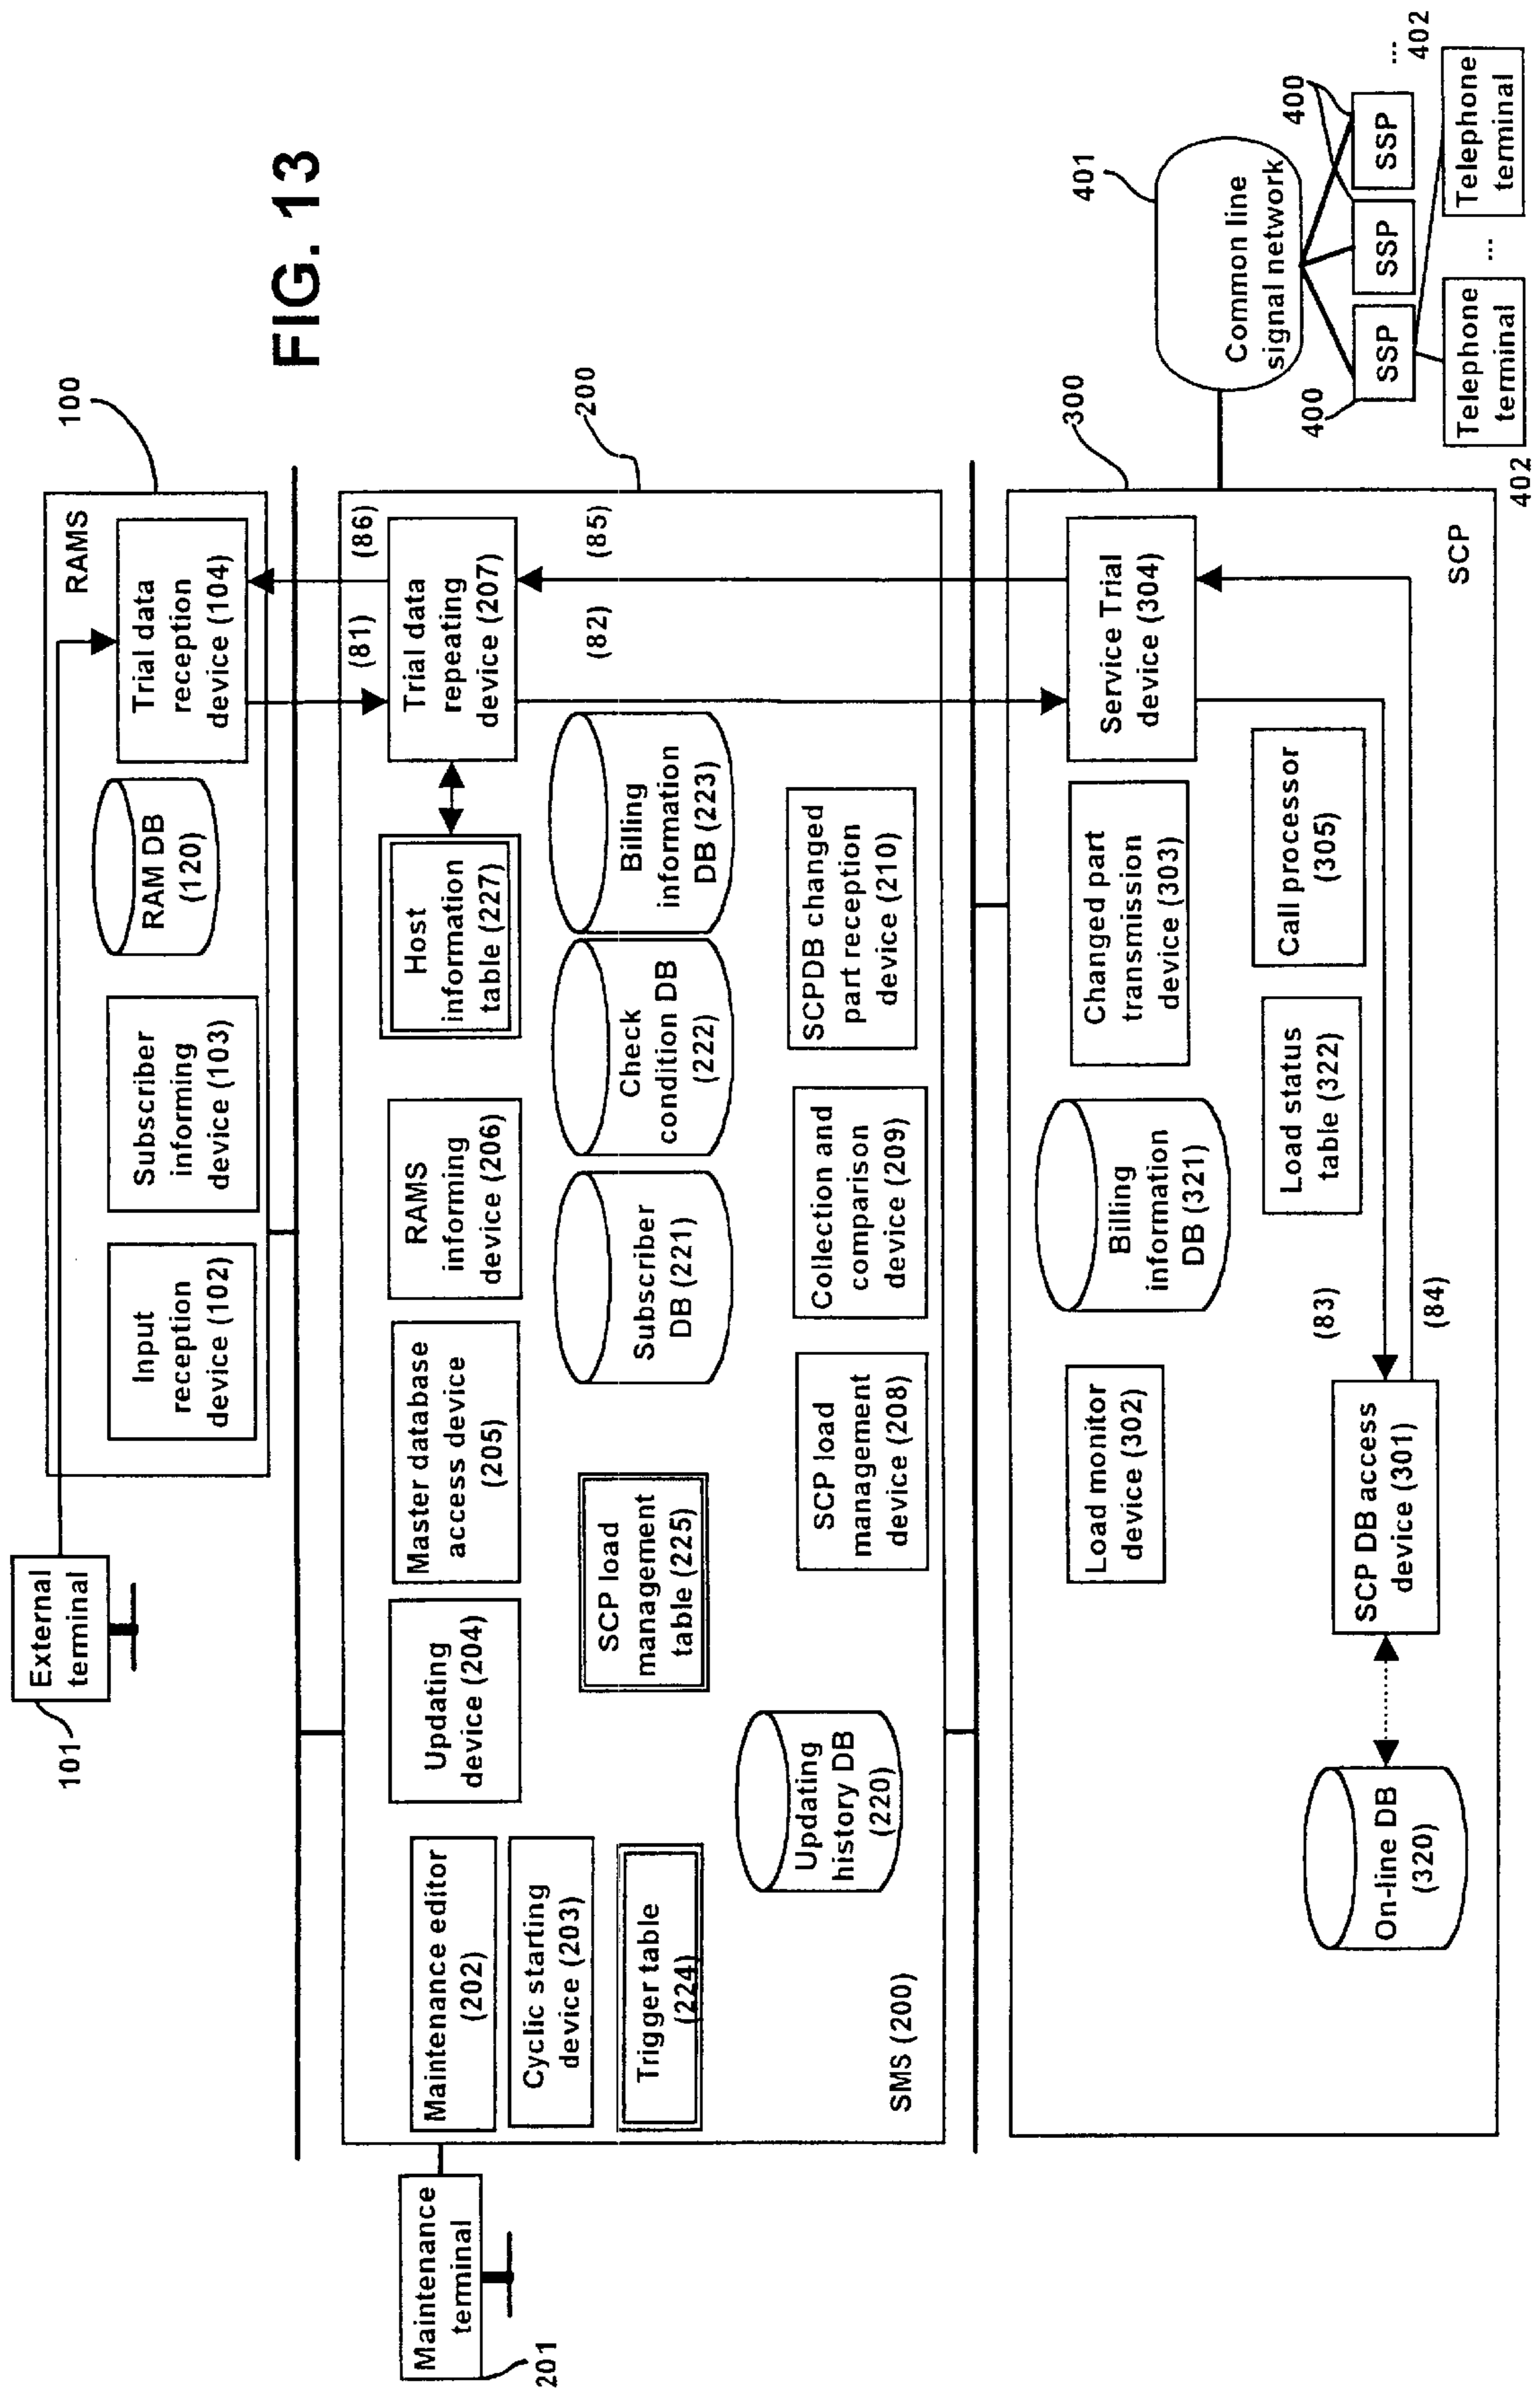 FIG. 13
101
External
terminal
RAMS
100
Input
reception
device (102)
Subscriber
informing
device (103)
RAM DB
(120)
Trial data
reception
device (104)
(81)
(86)
200
Maintenance
terminal
201
Maintenance editor
(202)
Cyclic starting
device (203)
Trigger table
(224)
Updating
device (204)
Master database
access device
(205)
RAMS
informing
device (206)
Host
information
table (227)
Trial data
repeating
device (207)
SCP load
management
table (225)
Subscriber
DB (221)
Check
condition DB
(222)
Billing
information
DB (223)
(82)
(85)
Updating
history DB
(220)
SCP load
management
device (208)
Collection and
comparison
device (209)
SCPDB changed
part reception
device (210)
SMS (200)
300
Load monitor
device (302)
Billing
information
DB (321)
Changed part
transmission
device (303)
Service Trial
device (304)
Load status
table (322)
Call processor
(305)
(83)
(84)
On-line DB
(320)
SCP DB access
device (301)
SCP
401
Common line
signal network
400
400
SSP
SSP
SSP
...
402
Telephone
terminal
...
Telephone
terminal
402